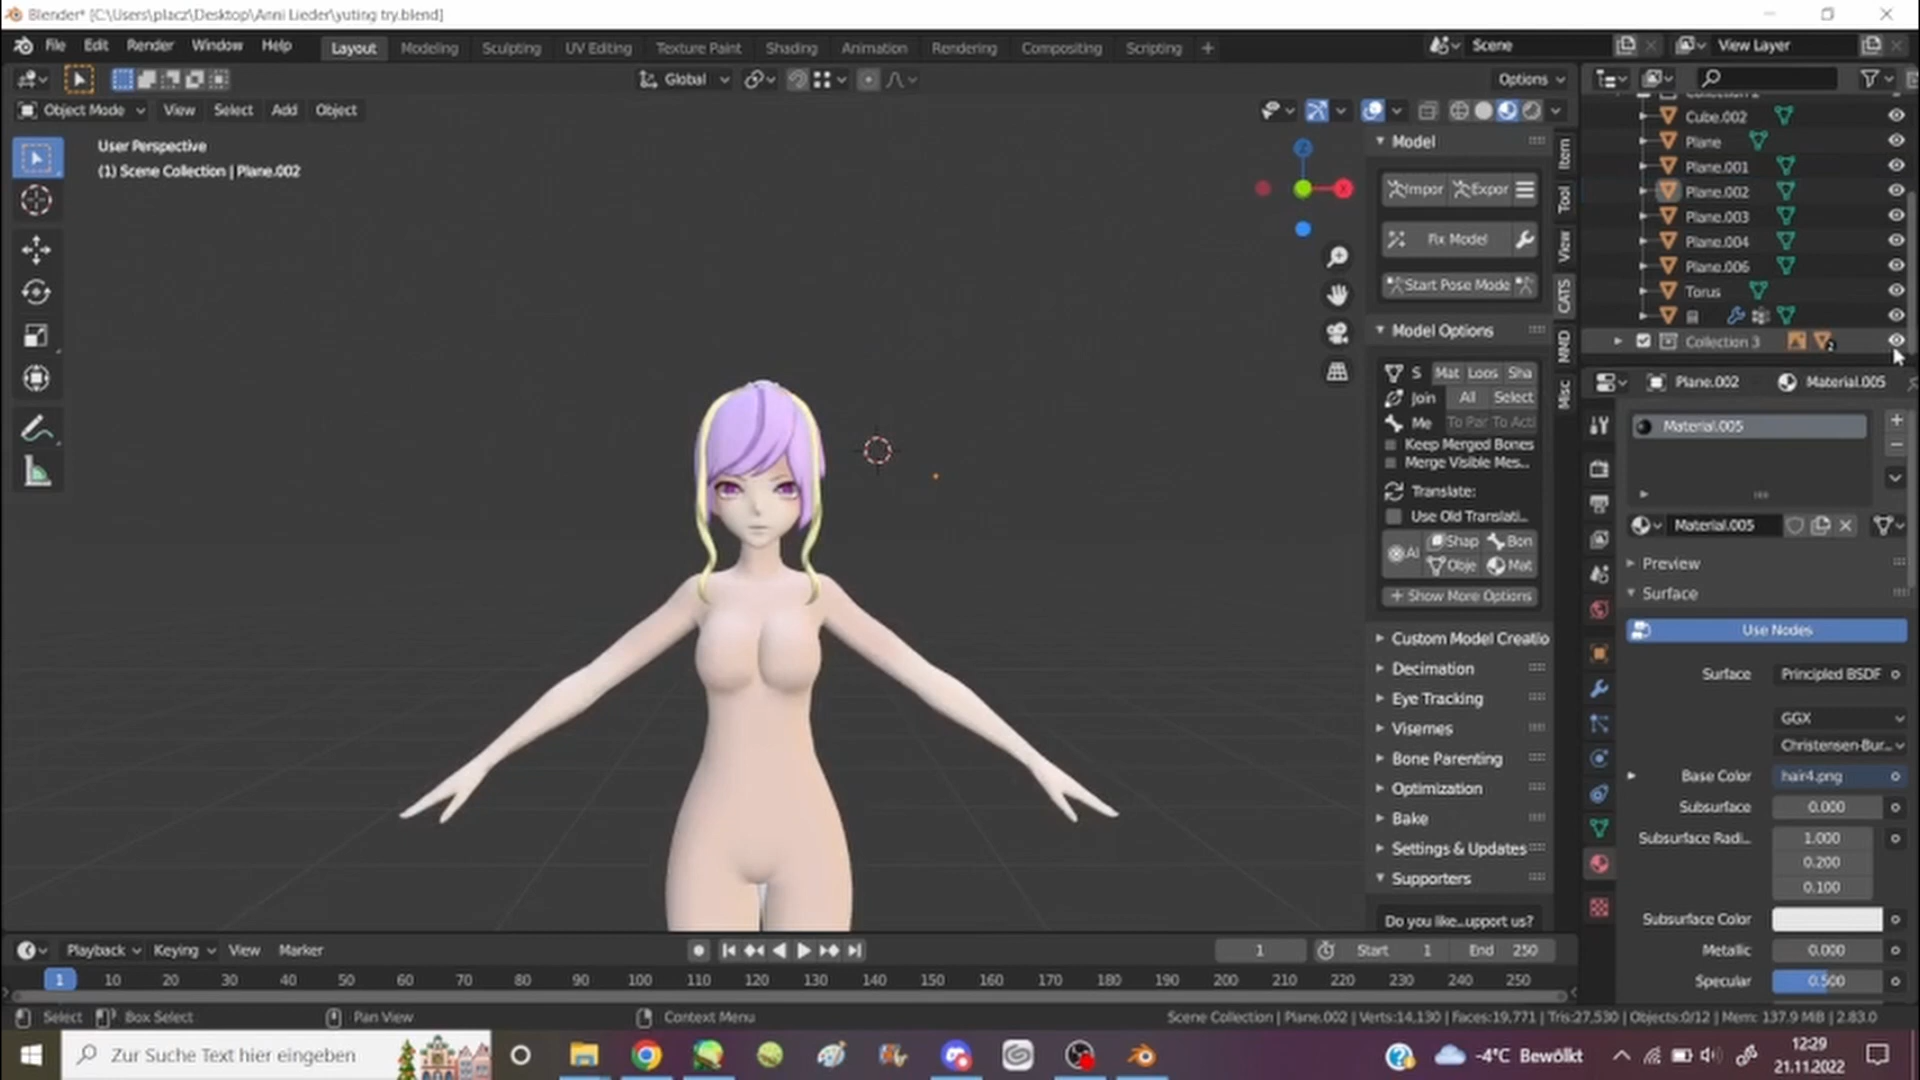 Blender* [C:\Users\placz\Desktop\Anni Lieder\yuting try.blend]
File Edit Render Window Help Layout Modeling Sculpting UV Editing Texture Paint Shading Animation Rendering Compositing Scripting + Scene View Layer
Global Options
Object Mode View Select Add Object
User Perspective
(1) Scene Collection | Plane.002
X
Model
Impor Expor
Fix Model
Start Pose Mode
Model Options
S Mat Loos Sha
Join All Select
Me To Par To Acti
Keep Merged Bones
Merge Visible Mes...
Translate:
Use Old Translati...
Al Shap Bon
Obje Mat
+ Show More Options
Custom Model Creatio
Decimation
Eye Tracking
Visemes
Bone Parenting
Optimization
Bake
Settings & Updates
Supporters
Do you like...upport us?
Item
Tool
View
CATS
MMD
Misc
Cube.002
Plane
Plane.001
Plane.002
Plane.003
Plane.004
Plane.006
Torus
Collection 3 2
Plane.002 Material.005
Material.005
Material.005
Preview
Surface
Use Nodes
Surface Principled BSDF
GGX
Christensen-Bur...
Base Color hair4.png
Subsurface 0.000
Subsurface Radi... 1.000
0.200
0.100
Subsurface Color
Metallic 0.000
Specular 0.500
Playback Keying View Marker 1 Start 1 End 250
1 10 20 30 40 50 60 70 80 90 100 110 120 130 140 150 160 170 180 190 200 210 220 230 240 250
Select Box Select Pan View Context Menu Scene Collection | Plane.002 | Verts:14,130 | Faces:19,771 | Tris:27,530 | Objects:0/12 | Mem: 137.9 MiB | 2.83.0
Zur Suche Text hier eingeben -4°C Bewölkt 12:29
21.11.2022